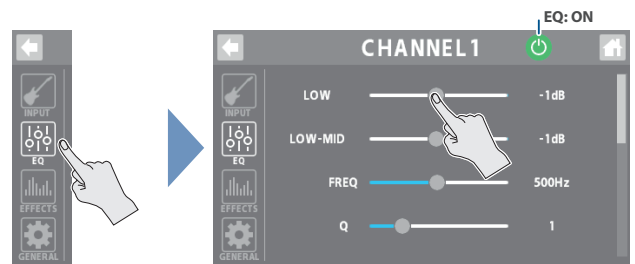 EQ: ON
INPUT
EQ
EFFECTS
GENERAL
CHANNEL1
INPUT
EQ
EFFECTS
GENERAL
LOW -1dB
LOW-MID -1dB
FREQ 500Hz
Q 1